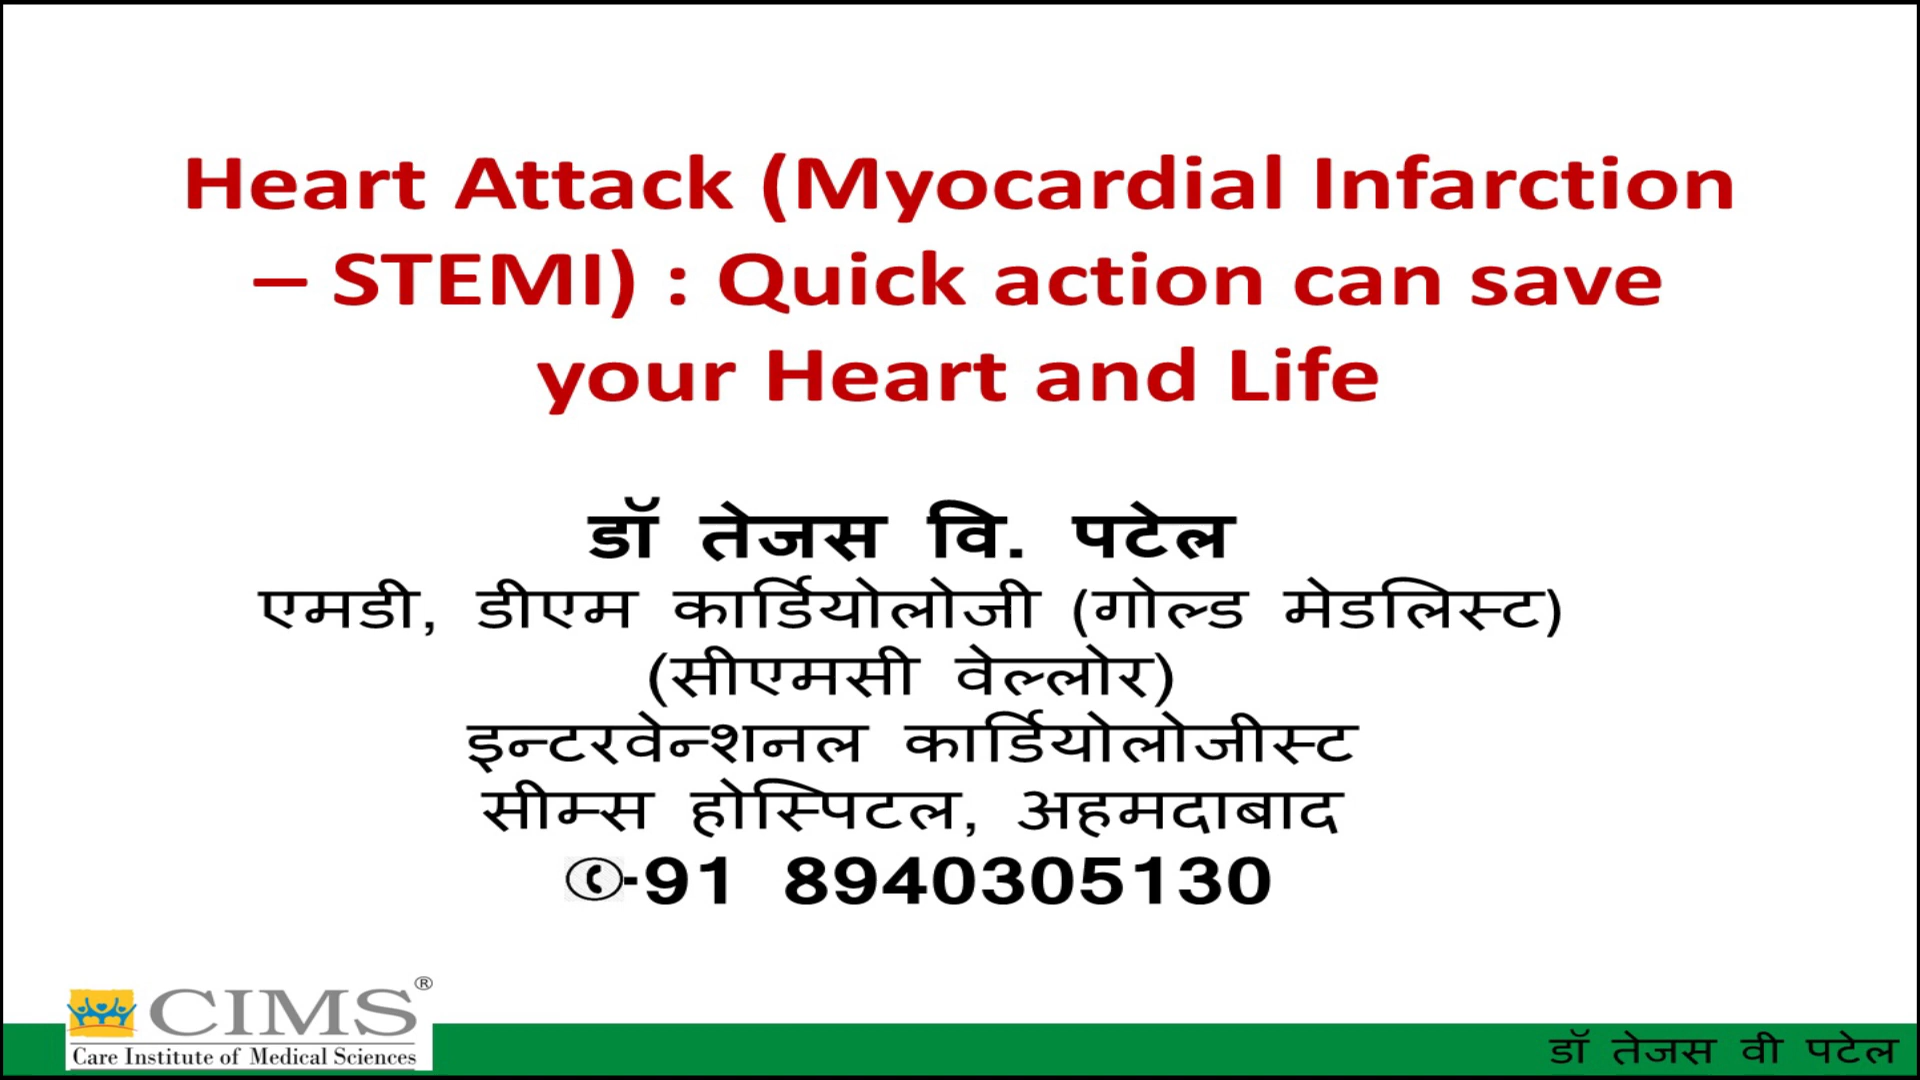 Heart Attack (Myocardial Infarction
– STEMI) : Quick action can save
your Heart and Life
डॉ तेजस वि. पटेल
एमडी, डीएम कार्डियोलोजी (गोल्ड मेडलिस्ट)
(सीएमसी वेल्लोर)
इन्टरवेन्शनल कार्डियोलोजीस्ट
सीम्स होस्पिटल, अहमदाबाद
-91 8940305130
CIMS®
Care Institute of Medical Sciences
डॉ तेजस वी पटेल